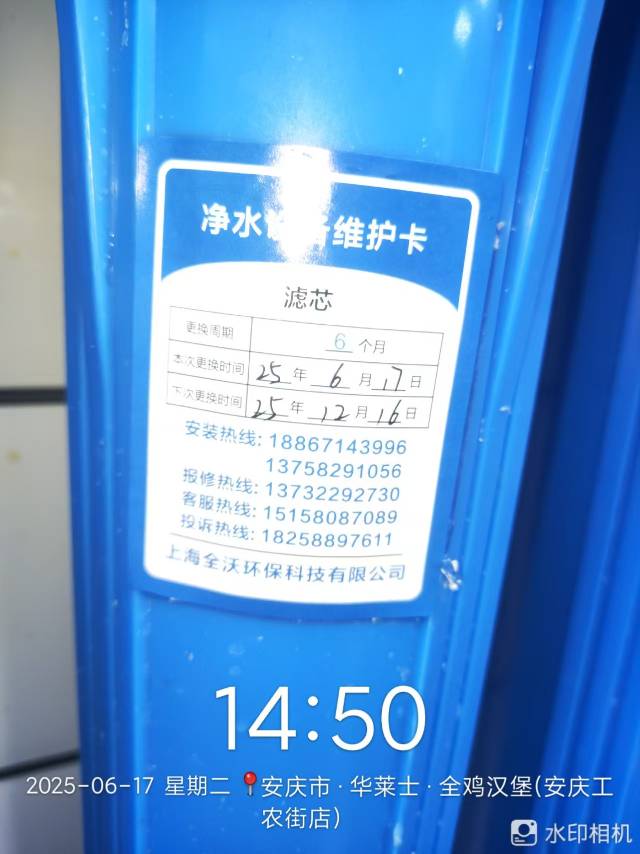 净水设备维护卡
滤芯
更换周期 6 个月
本次更换时间 25 年 6 月 17 日
下次更换时间 25 年 12 月 16 日
安装热线: 18867143996
13758291056
报修热线: 13732292730
客服热线: 15158087089
投诉热线: 18258897611
上海全沃环保科技有限公司
14:50
2025-06-17 星期二 📍安庆市·华莱士·全鸡汉堡(安庆工
农街店)
水印相机